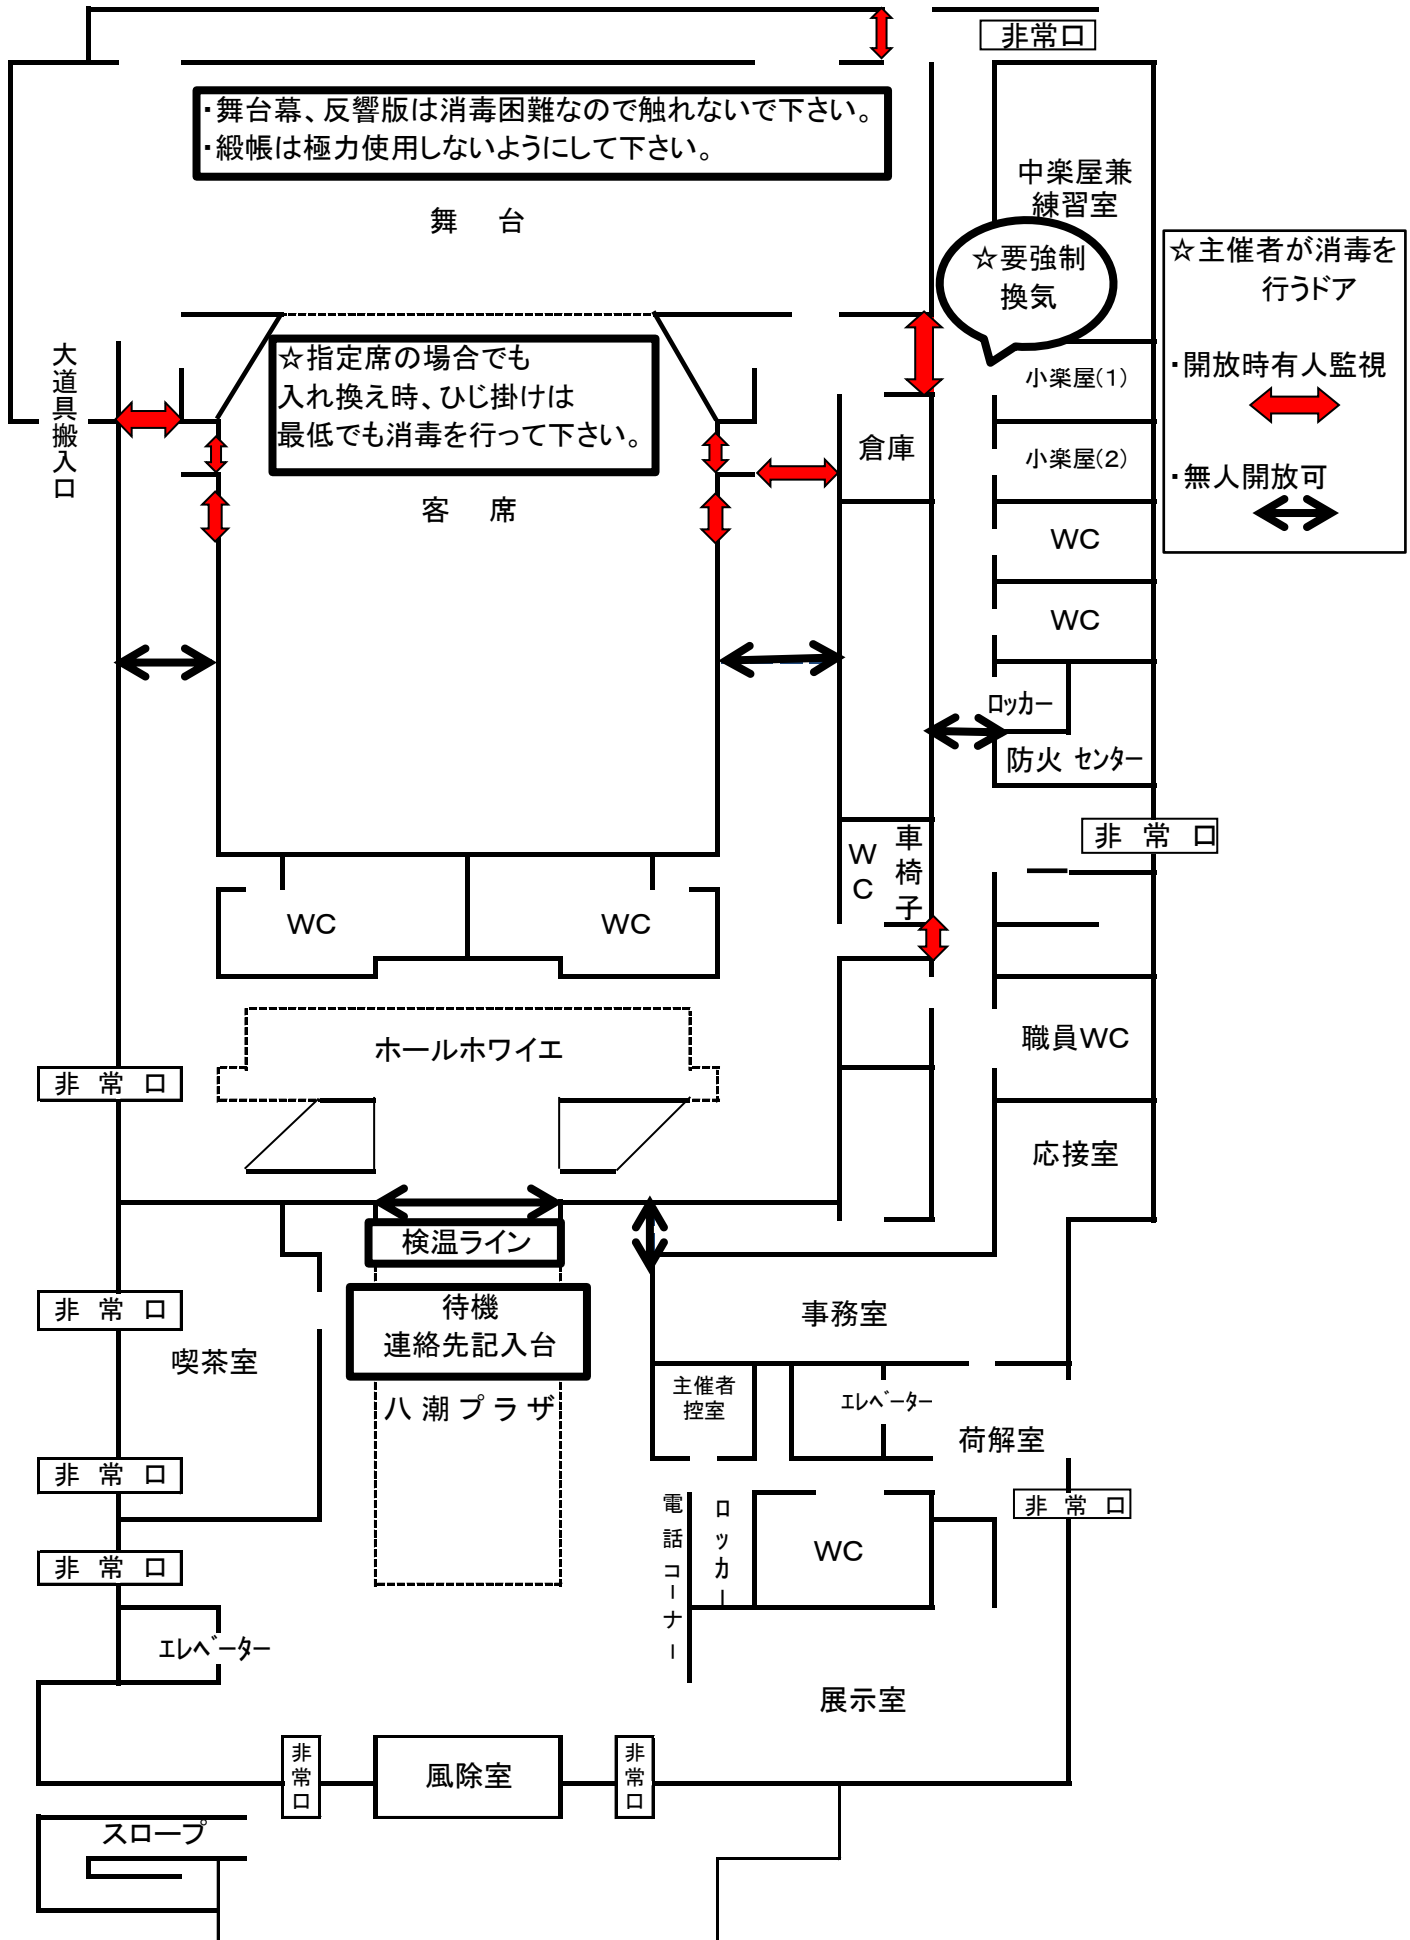 非常口
・舞台幕、反響版は消毒困難なので触れないで下さい。
・緞帳は極力使用しないようにして下さい。
中楽屋兼
練習室
舞 台
☆要強制
換気
☆主催者が消毒を
行うドア
・開放時有人監視
・無人開放可
大道具搬入口
☆指定席の場合でも
入れ換え時、ひじ掛けは
最低でも消毒を行って下さい。
小楽屋(1)
倉庫
小楽屋(2)
客 席
WC
WC
ロッカー
防火 センター
非 常 口
車椅子
WC
WC
WC
ホールホワイエ
職員WC
非 常 口
応接室
検温ライン
待機
連絡先記入台
事務室
非 常 口
喫茶室
主催者
控室
エレベーター
八 潮 プ ラ ザ
荷解室
非 常 口
電話コーナー
ロッカー
WC
非 常 口
非 常 口
エレベーター
展示室
非常口
風除室
非常口
スロープ